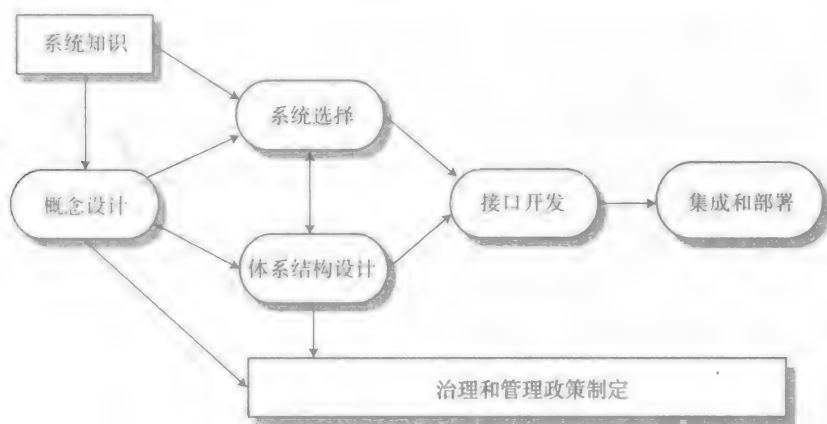 系统知识
系统选择
概念设计
接口开发
集成和部署
体系结构设计
治理和管理政策制定